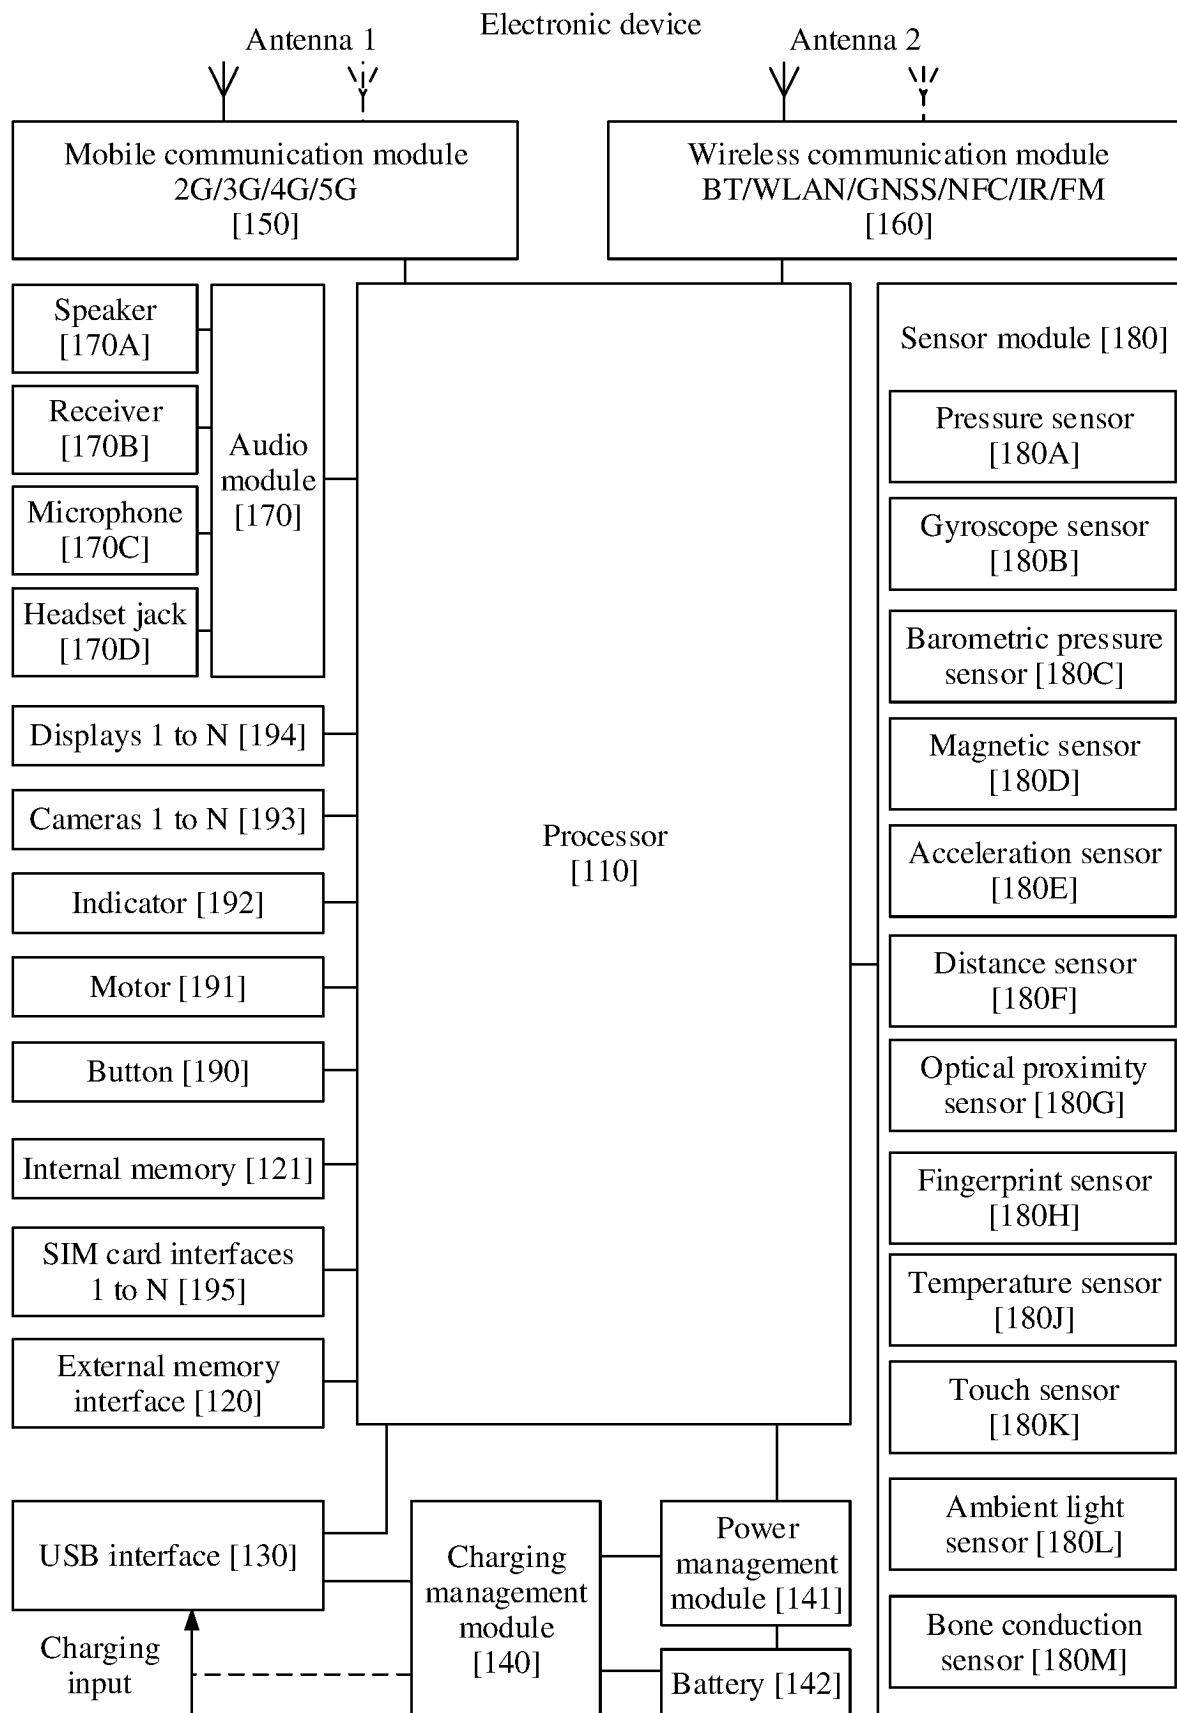 Electronic device
Antenna 1
Antenna 2
Mobile communication module
2G/3G/4G/5G
[150]
Wireless communication module
BT/WLAN/GNSS/NFC/IR/FM
[160]
Speaker
[170A]
Receiver
[170B]
Microphone
[170C]
Headset jack
[170D]
Audio
module
[170]
Displays 1 to N [194]
Cameras 1 to N [193]
Indicator [192]
Motor [191]
Button [190]
Internal memory [121]
SIM card interfaces
1 to N [195]
External memory
interface [120]
Processor
[110]
Sensor module [180]
Pressure sensor
[180A]
Gyroscope sensor
[180B]
Barometric pressure
sensor [180C]
Magnetic sensor
[180D]
Acceleration sensor
[180E]
Distance sensor
[180F]
Optical proximity
sensor [180G]
Fingerprint sensor
[180H]
Temperature sensor
[180J]
Touch sensor
[180K]
Ambient light
sensor [180L]
Bone conduction
sensor [180M]
USB interface [130]
Charging
input
Charging
management
module
[140]
Power
management
module [141]
Battery [142]